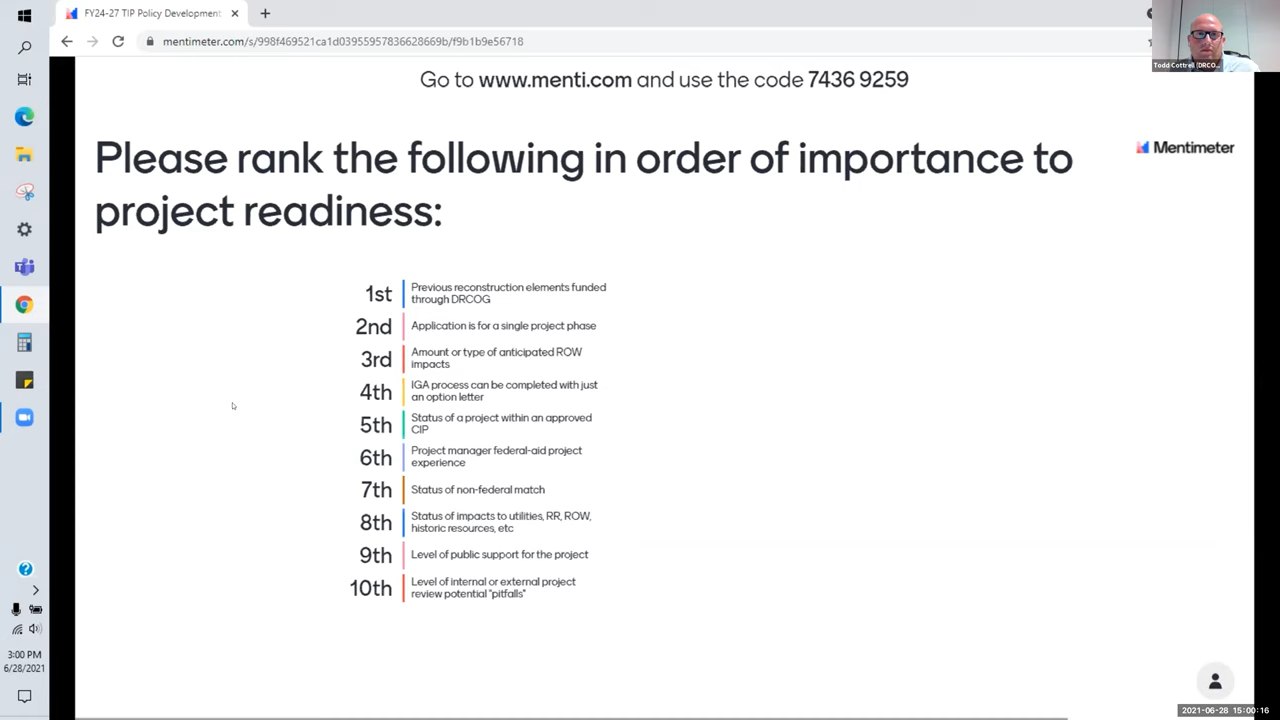 FY24-27 TIP Policy Development
mentimeter.com/s/998f469521ca1d03955957836628669b/f9b1b9e56718
Todd Cottrell (DRCO...
Go to www.menti.com and use the code 7436 9259
Please rank the following in order of importance to
project readiness:
Mentimeter
1st
Previous reconstruction elements funded
through DRCOG
2nd
Application is for a single project phase
3rd
Amount or type of anticipated ROW
impacts
4th
IGA process can be completed with just
an option letter
5th
Status of a project within an approved
CIP
6th
Project manager federal-aid project
experience
7th
Status of non-federal match
8th
Status of impacts to utilities, RR, ROW,
historic resources, etc
9th
Level of public support for the project
10th
Level of internal or external project
review potential "pitfalls"
3:00 PM
6/28/2021
2021-06-28 15:00:16